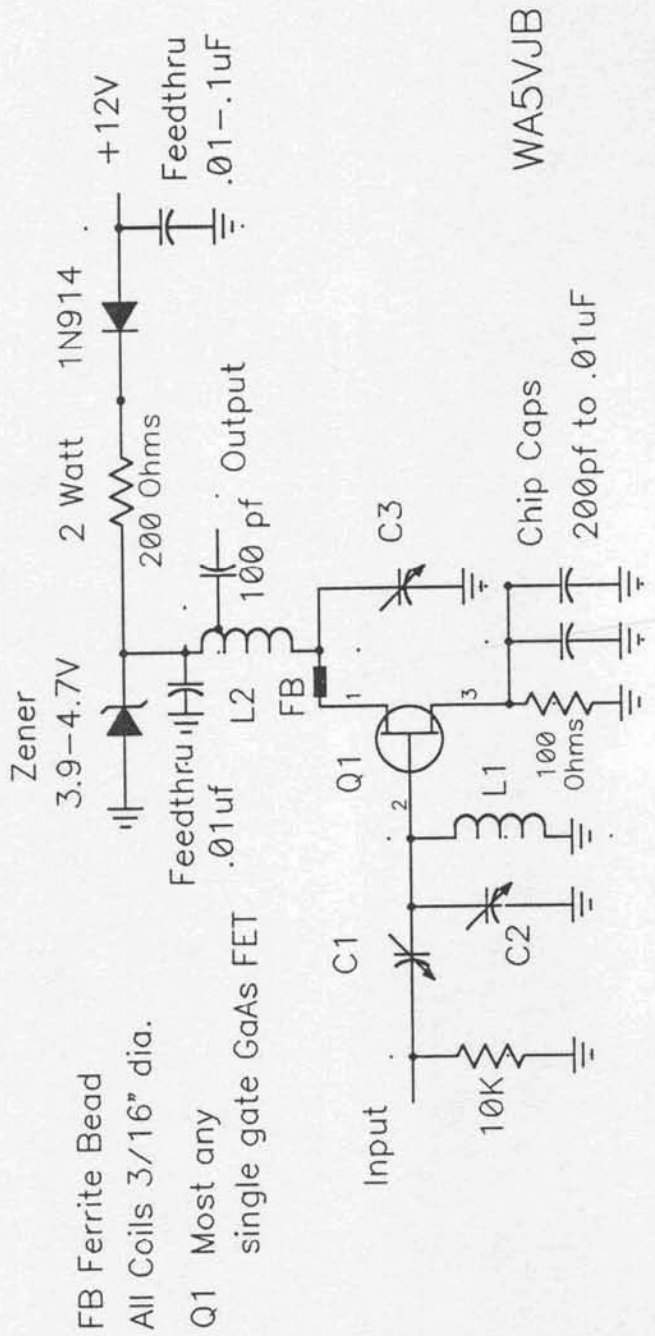 Zener
3.9–4.7V
2 Watt
1N914
+12V
200 Ohms
Feedthru
.01–.1uF
Feedthru
.01uf
L2
100 pf
Output
FB Ferrite Bead
All Coils 3/16" dia.
Q1 Most any
single gate GaAs FET
FB
1
C3
Q1
2
3
Input
C1
10K
C2
L1
100
Ohms
Chip Caps
200pf to .01uF
WA5VJB